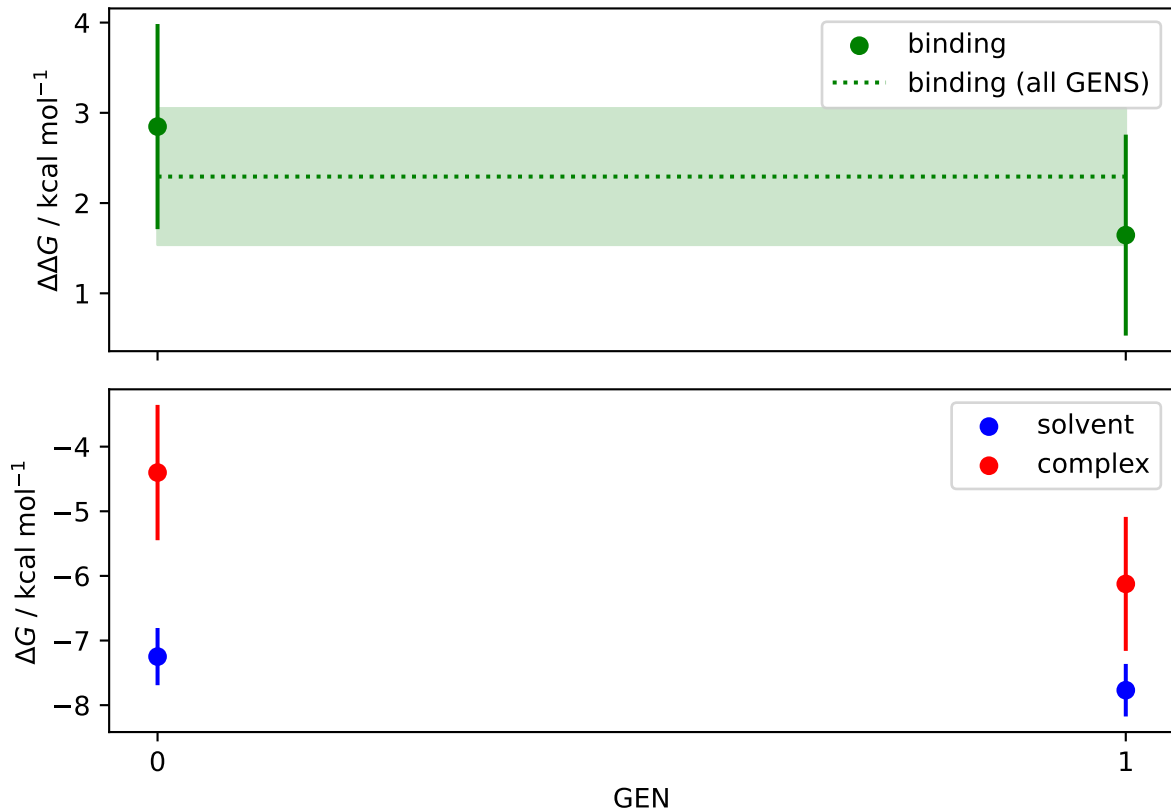 4
3
2
1
ΔΔG / kcal mol⁻¹
binding
binding (all GENS)
−4
−5
−6
−7
−8
ΔG / kcal mol⁻¹
solvent
complex
0
1
GEN